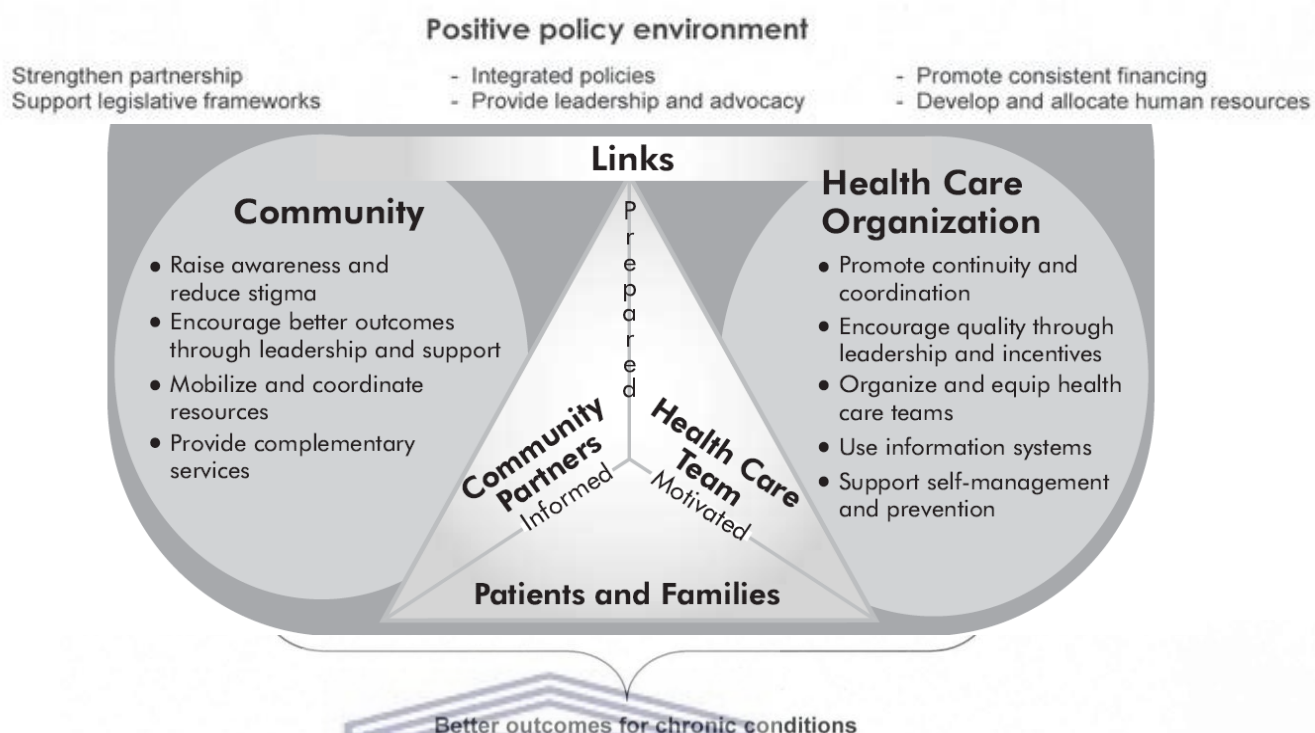 Positive policy environment
Strengthen partnership
Support legislative frameworks
- Integrated policies
- Provide leadership and advocacy
- Promote consistent financing
- Develop and allocate human resources
Links
Community
• Raise awareness and
reduce stigma
• Encourage better outcomes
through leadership and support
• Mobilize and coordinate
resources
• Provide complementary
services
Prepared
Community
Partners
Informed
Health Care
Team
Motivated
Patients and Families
Health Care
Organization
• Promote continuity and
coordination
• Encourage quality through
leadership and incentives
• Organize and equip health
care teams
• Use information systems
• Support self-management
and prevention
Better outcomes for chronic conditions